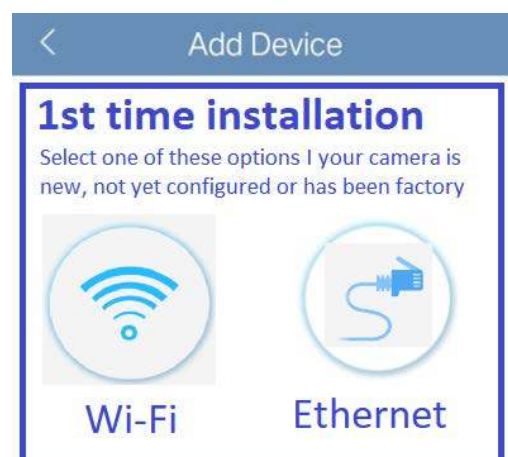 Add Device
1st time installation
Select one of these options I your camera is
new, not yet configured or has been factory
Wi-Fi
Ethernet